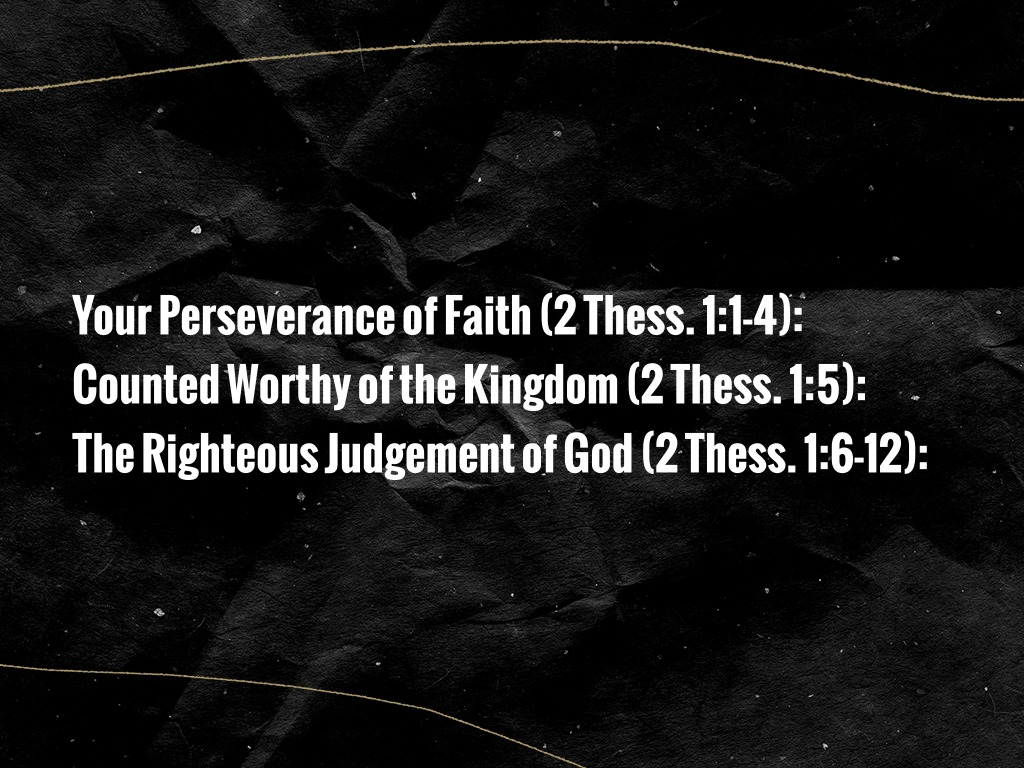 Your Perseverance of Faith (2 Thess. 1:1-4):
Counted Worthy of the Kingdom (2 Thess. 1:5):
The Righteous Judgement of God (2 Thess. 1:6-12):